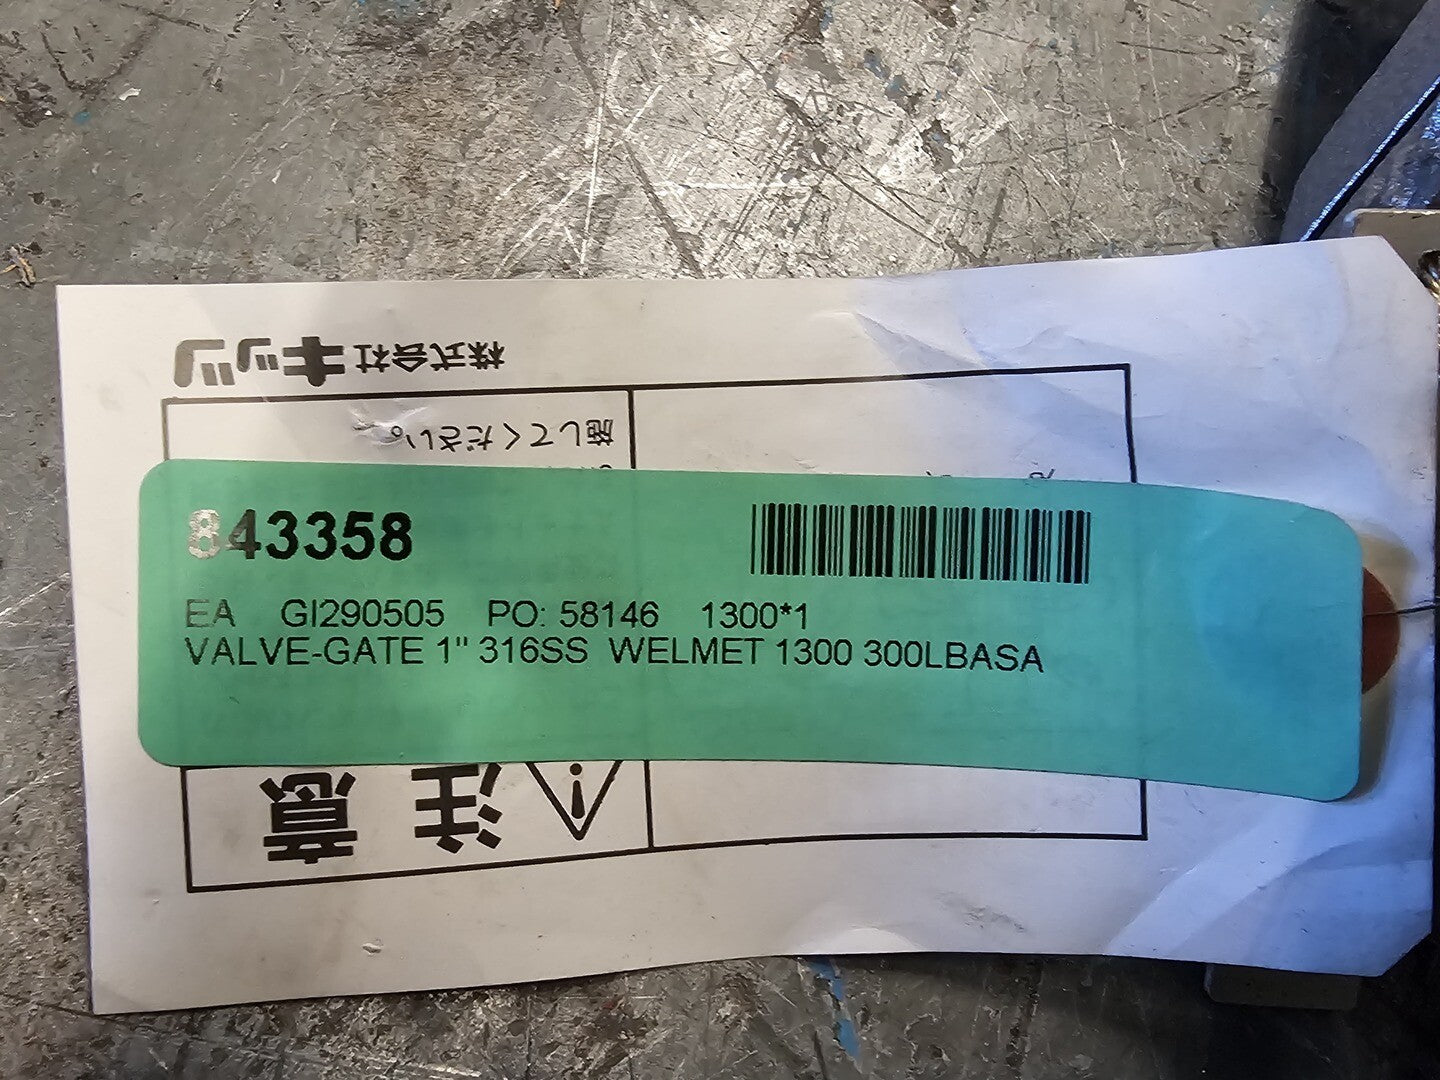 843358
EA GI290505 PO: 58146 1300*1
VALVE-GATE 1" 316SS WELMET 1300 300LBASA
注意
施してください。
株式会社キッツ